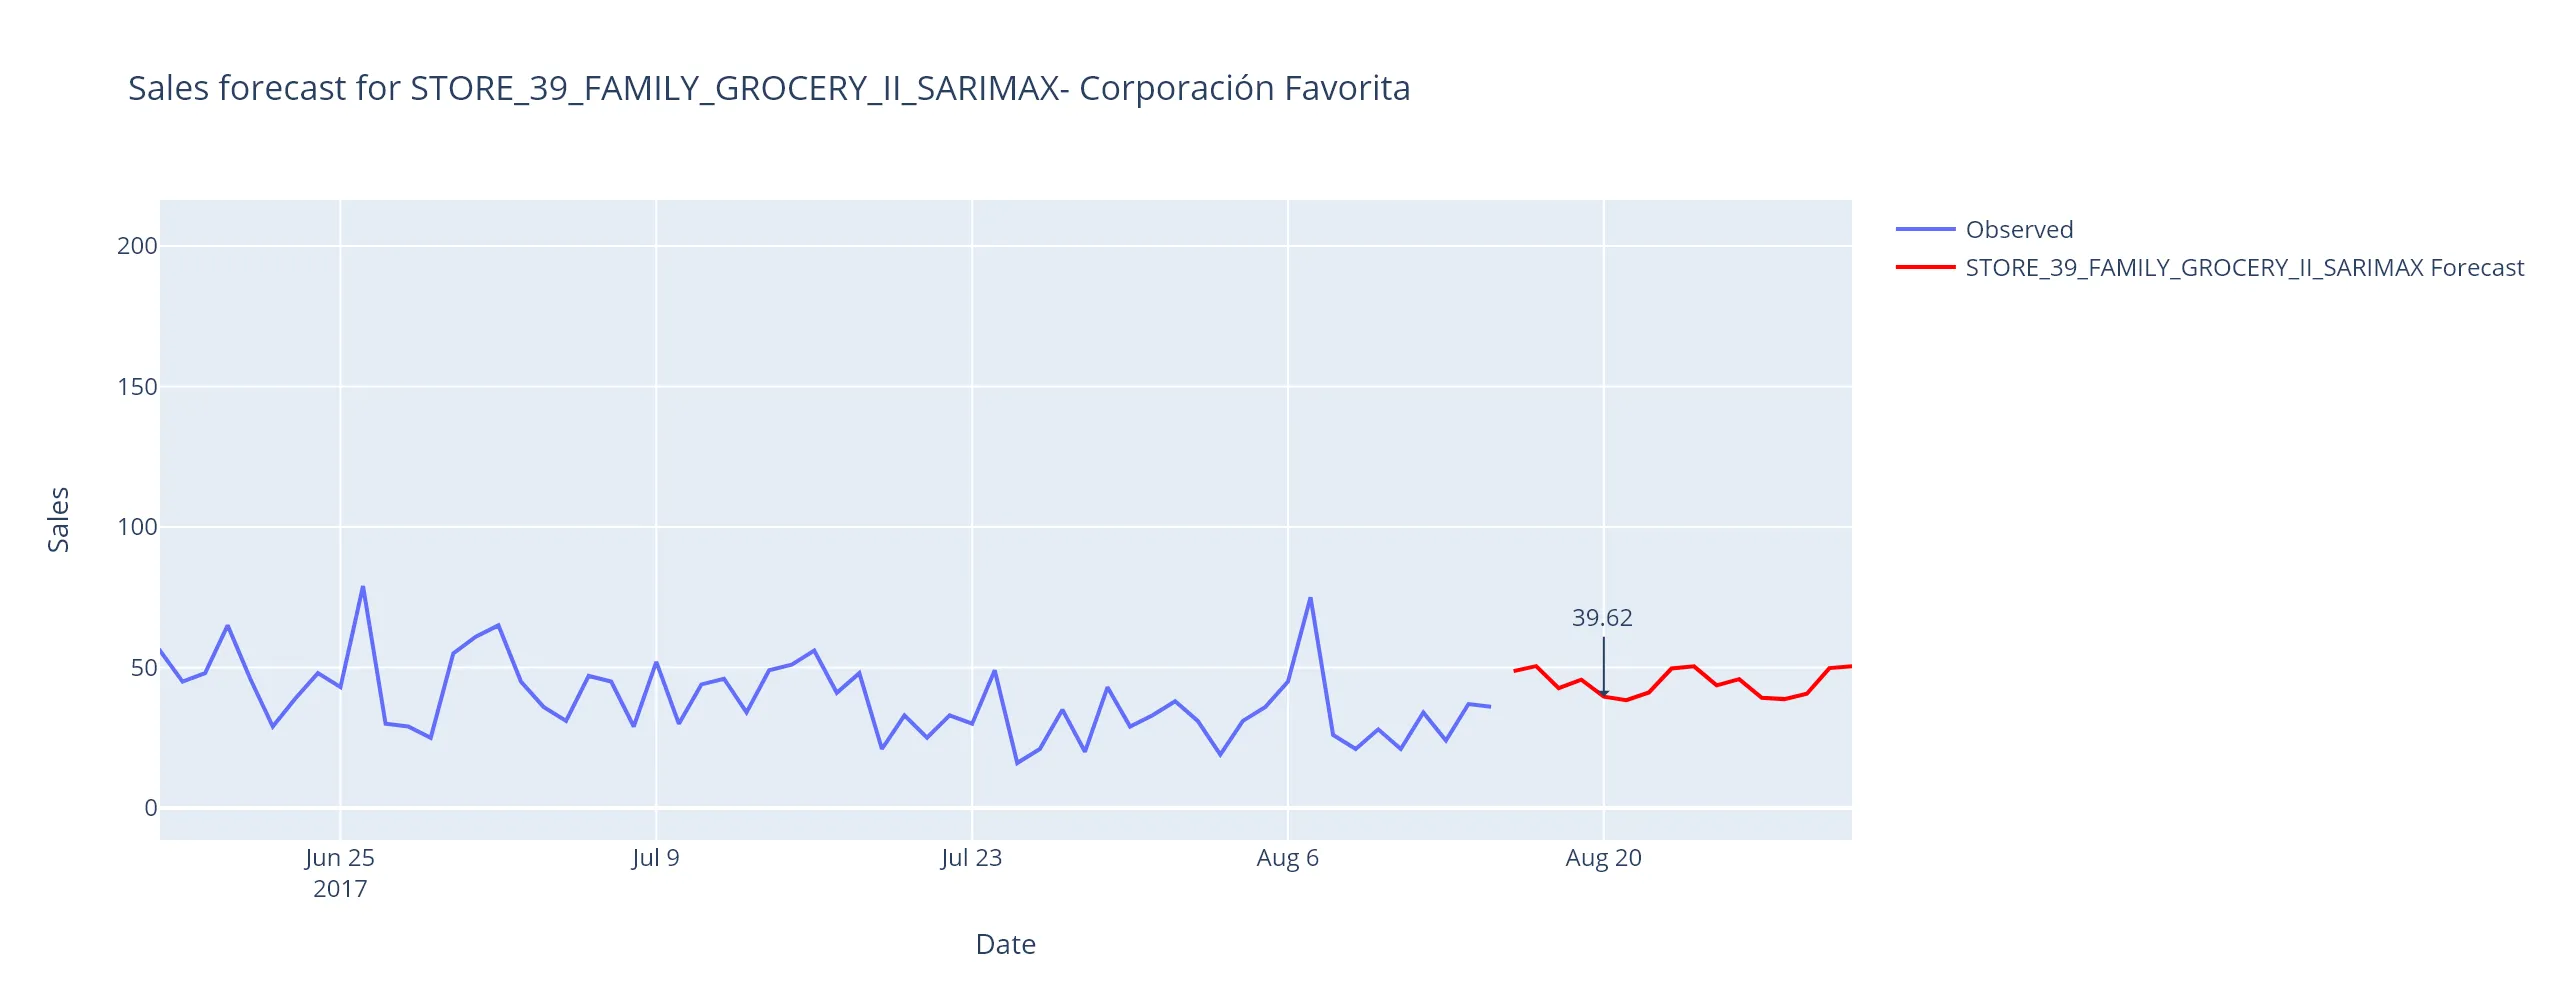 Sales forecast for STORE_39_FAMILY_GROCERY_II_SARIMAX- Corporación Favorita
Observed
STORE_39_FAMILY_GROCERY_II_SARIMAX Forecast
200
150
100
50
0
Sales
39.62
Jun 25
2017
Jul 9
Jul 23
Aug 6
Aug 20
Date